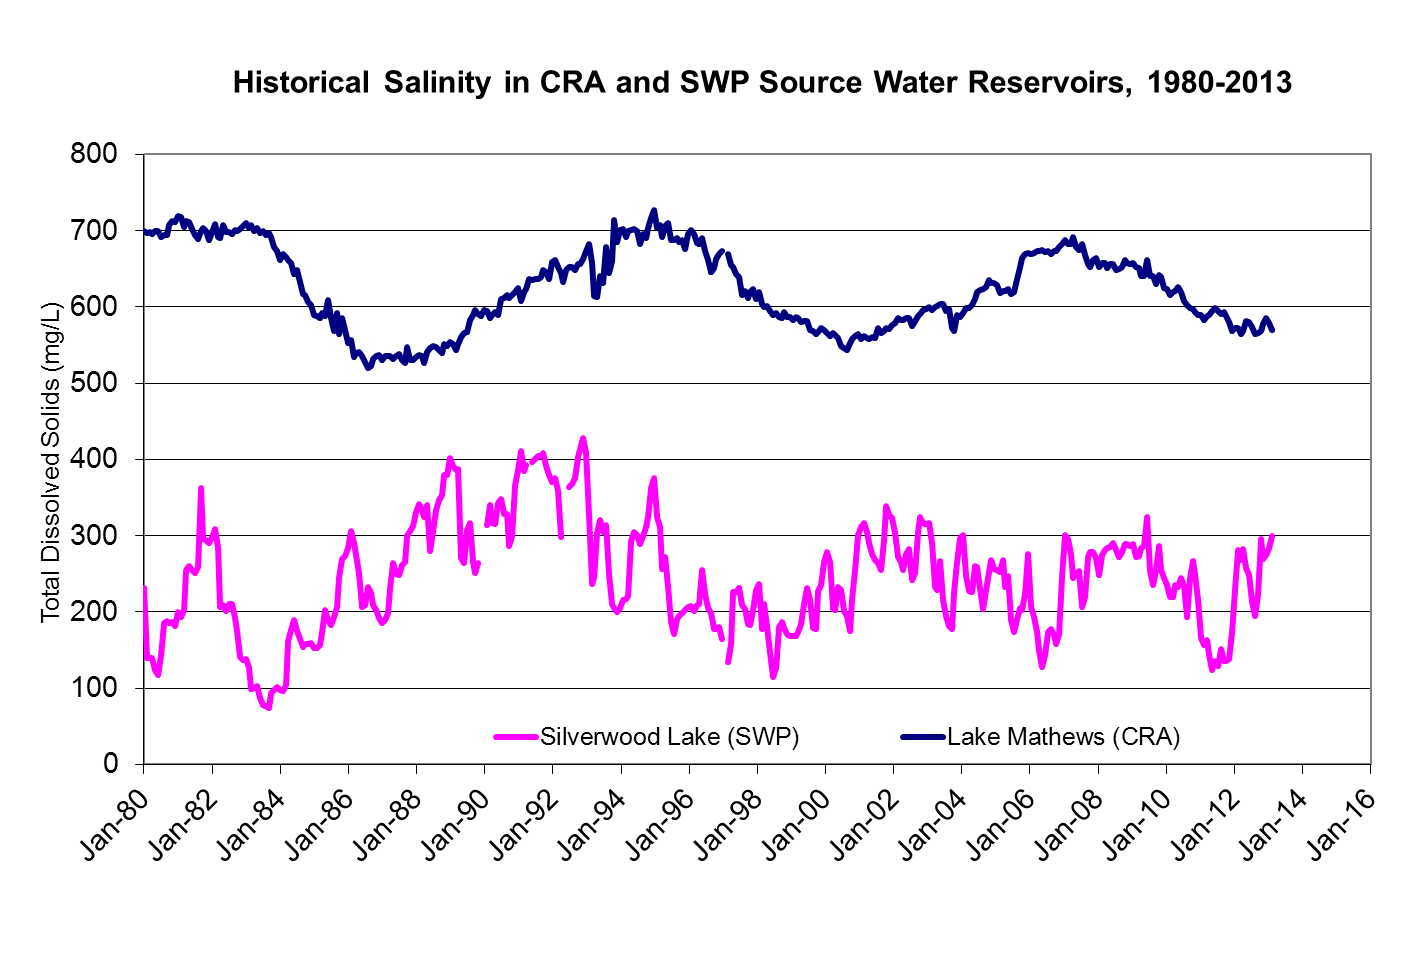 Historical Salinity in CRA and SWP Source Water Reservoirs, 1980-2013
Total Dissolved Solids (mg/L)
800
700
600
500
400
300
200
100
0
Silverwood Lake (SWP)
Lake Mathews (CRA)
Jan-80
Jan-82
Jan-84
Jan-86
Jan-88
Jan-90
Jan-92
Jan-94
Jan-96
Jan-98
Jan-00
Jan-02
Jan-04
Jan-06
Jan-08
Jan-10
Jan-12
Jan-14
Jan-16